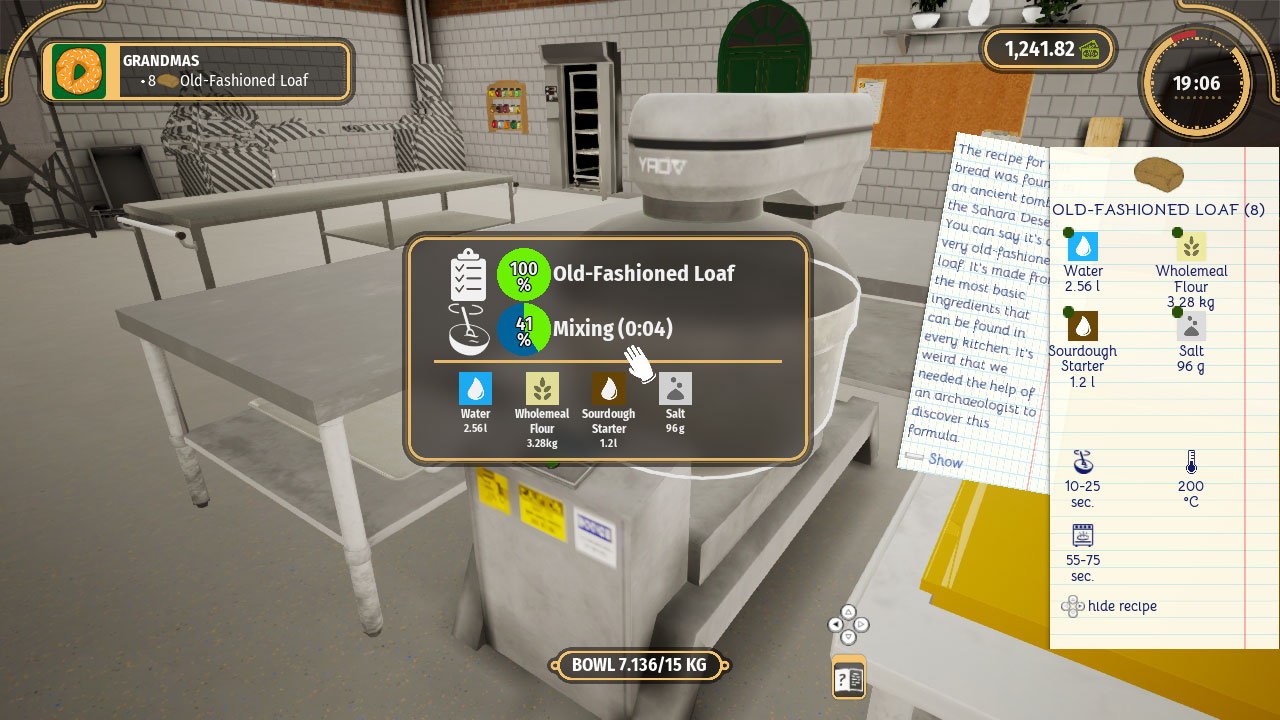 GRANDMAS
• 8 Old-Fashioned Loaf
1,241.82
19:06
100
%
Old-Fashioned Loaf
41
%
Mixing (0:04)
Water
2.56l
Wholemeal
Flour
3.28kg
Sourdough
Starter
1.2l
Salt
96g
BOWL 7.136/15 KG
?
The recipe for
bread was foun
an ancient tomb
the Sahara Dese
You can say it's a
very old-fashione
loaf. It's made from
the most basic
ingredients that
can be found in
every kitchen. It's
weird that we
needed the help of
an archaeologist to
discover this
formula.
Show
OLD-FASHIONED LOAF (8)
Water
2.56 l
Wholemeal
Flour
3.28 kg
Sourdough
Starter
1.2 l
Salt
96 g
10-25
sec.
200
°C
55-75
sec.
hide recipe